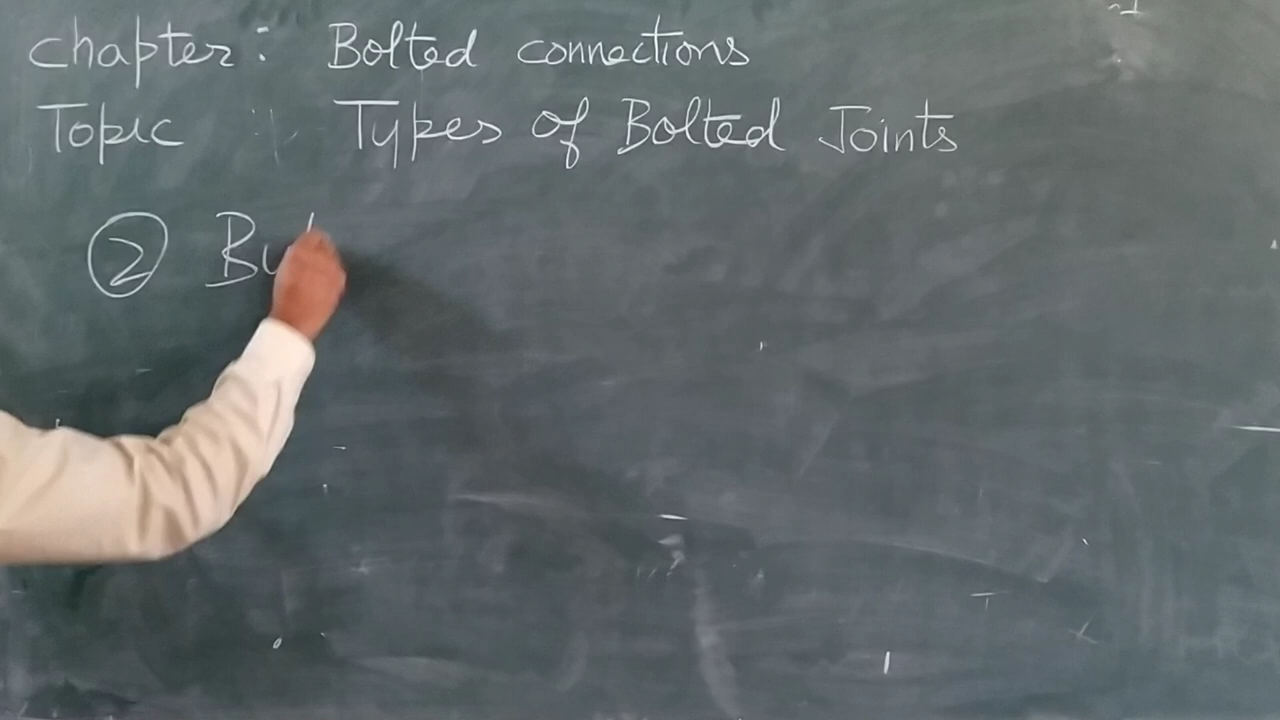 Chapter: Bolted connections
Topic : Types of Bolted Joints
② Bu